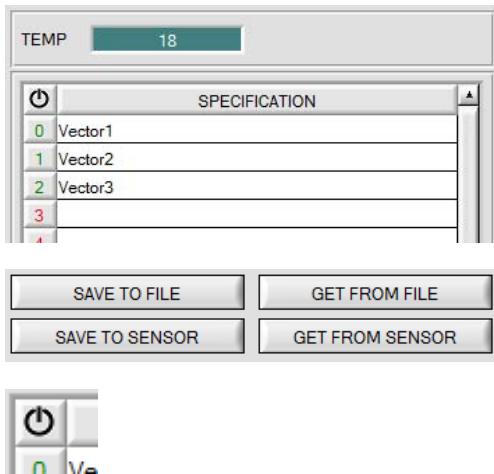 TEMP 18
SPECIFICATION
0 Vector1
1 Vector2
2 Vector3
3
4
SAVE TO FILE GET FROM FILE
SAVE TO SENSOR GET FROM SENSOR
0 Ve